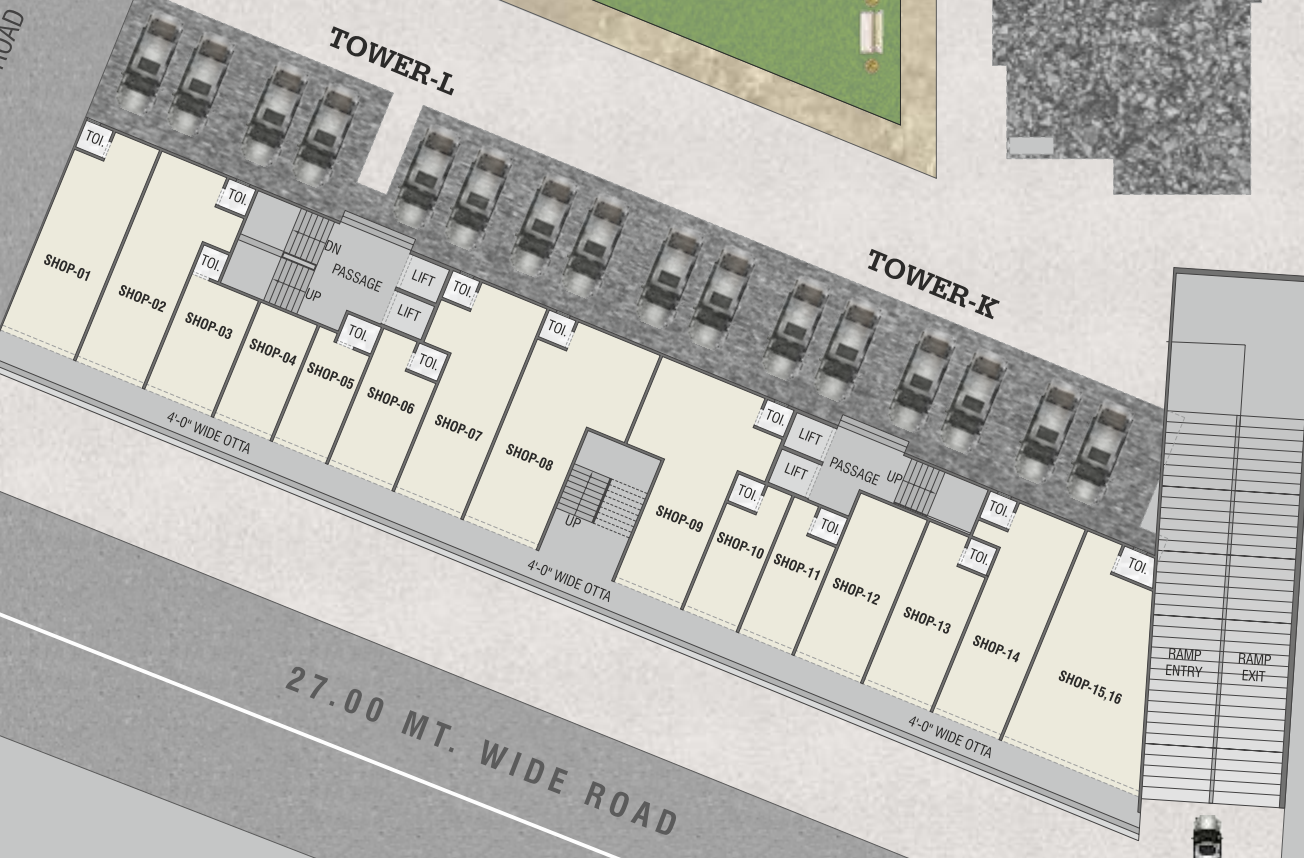 ROAD
TOWER-L
TOI.
TOI.
TOI.
DN
PASSAGE
UP
LIFT
LIFT
TOI.
TOI.
TOI.
TOI.
SHOP-01
SHOP-02
SHOP-03
SHOP-04
SHOP-05
SHOP-06
SHOP-07
SHOP-08
4'-0" WIDE OTTA
TOWER-K
TOI.
LIFT
LIFT
PASSAGE
UP
TOI.
TOI.
TOI.
TOI.
TOI.
UP
SHOP-09
SHOP-10
SHOP-11
SHOP-12
SHOP-13
SHOP-14
SHOP-15,16
4'-0" WIDE OTTA
4'-0" WIDE OTTA
RAMP
ENTRY
RAMP
EXIT
27.00 MT. WIDE ROAD